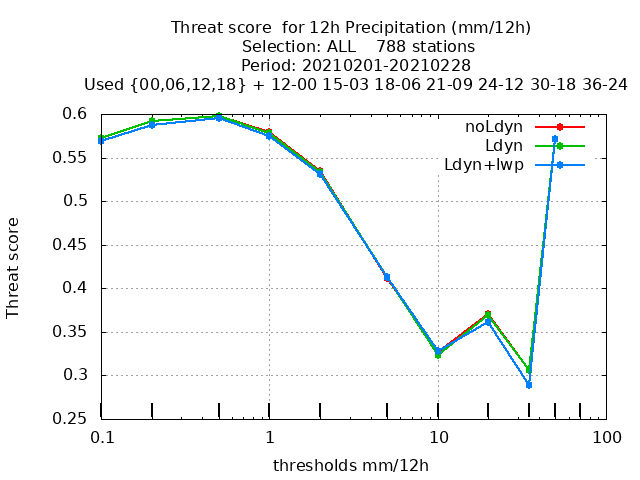 Threat score  for 12h Precipitation (mm/12h)
Selection: ALL    788 stations
Period: 20210201-20210228
Used {00,06,12,18} + 12-00 15-03 18-06 21-09 24-12 30-18 36-24
noLdyn
Ldyn
Ldyn+lwp
Threat score
0.6
0.55
0.5
0.45
0.4
0.35
0.3
0.25
0.1 1 10 100
thresholds mm/12h